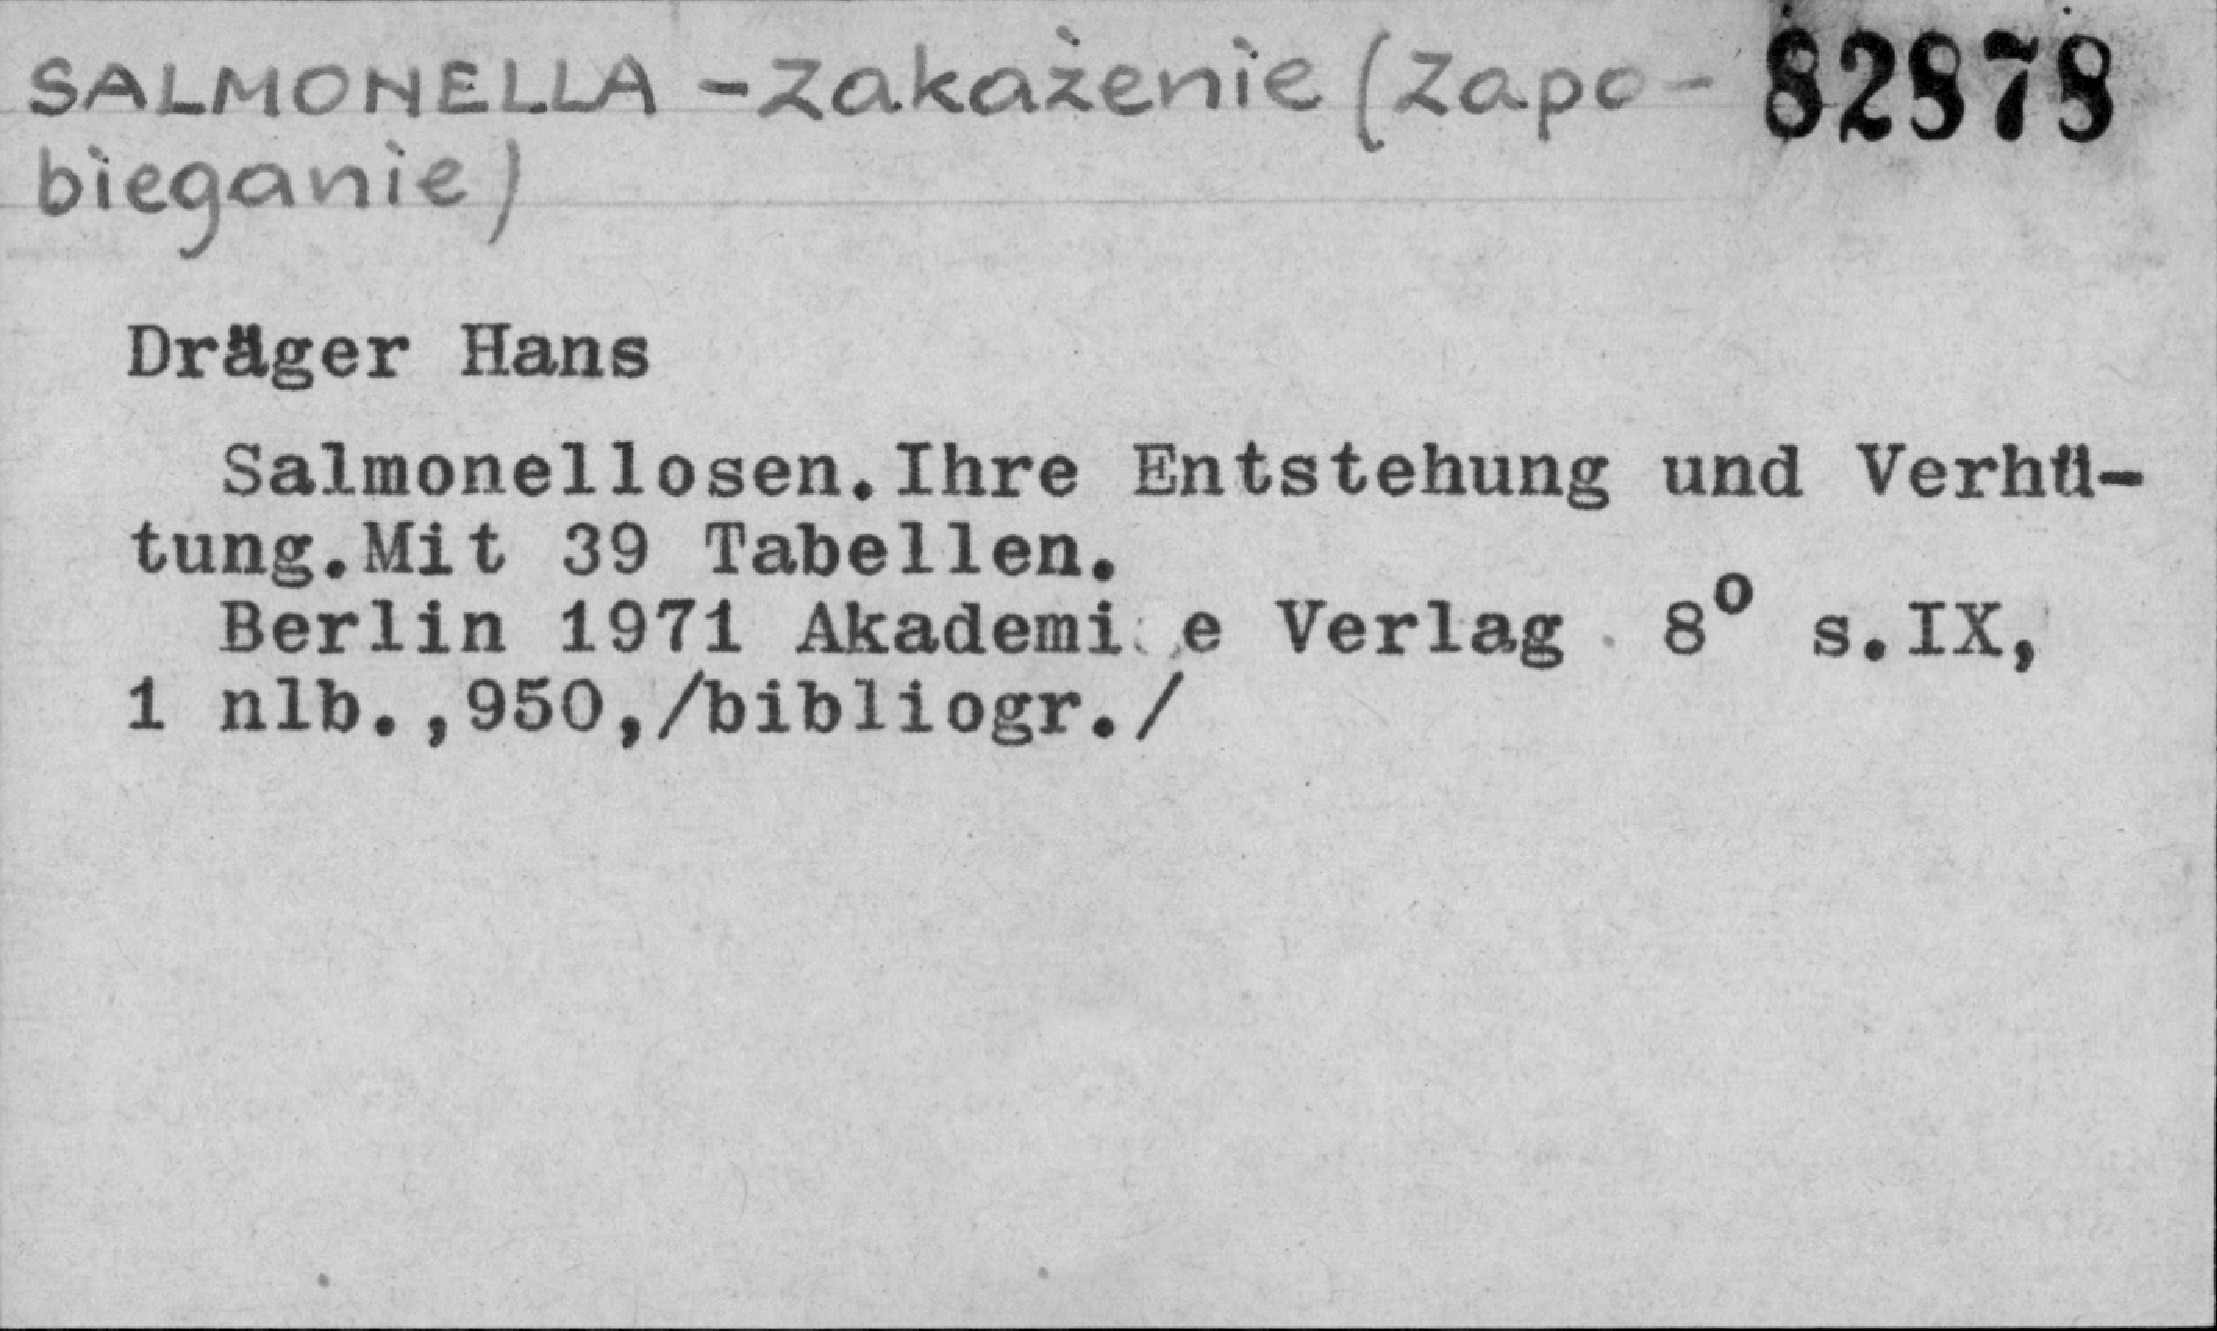 SALMONELLA - zakażenie (zapo- 82878
bieganie)
Dräger Hans
Salmonellosen. Ihre Entstehung und Verhü-
tung. Mit 39 Tabellen.
Berlin 1971 Akademi e Verlag 8° s. IX,
1 nlb.,950,/bibliogr./